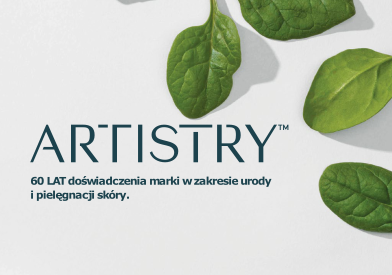 ARTISTRY™
60 LAT doświadczenia marki w zakresie urody
i pielęgnacji skóry.